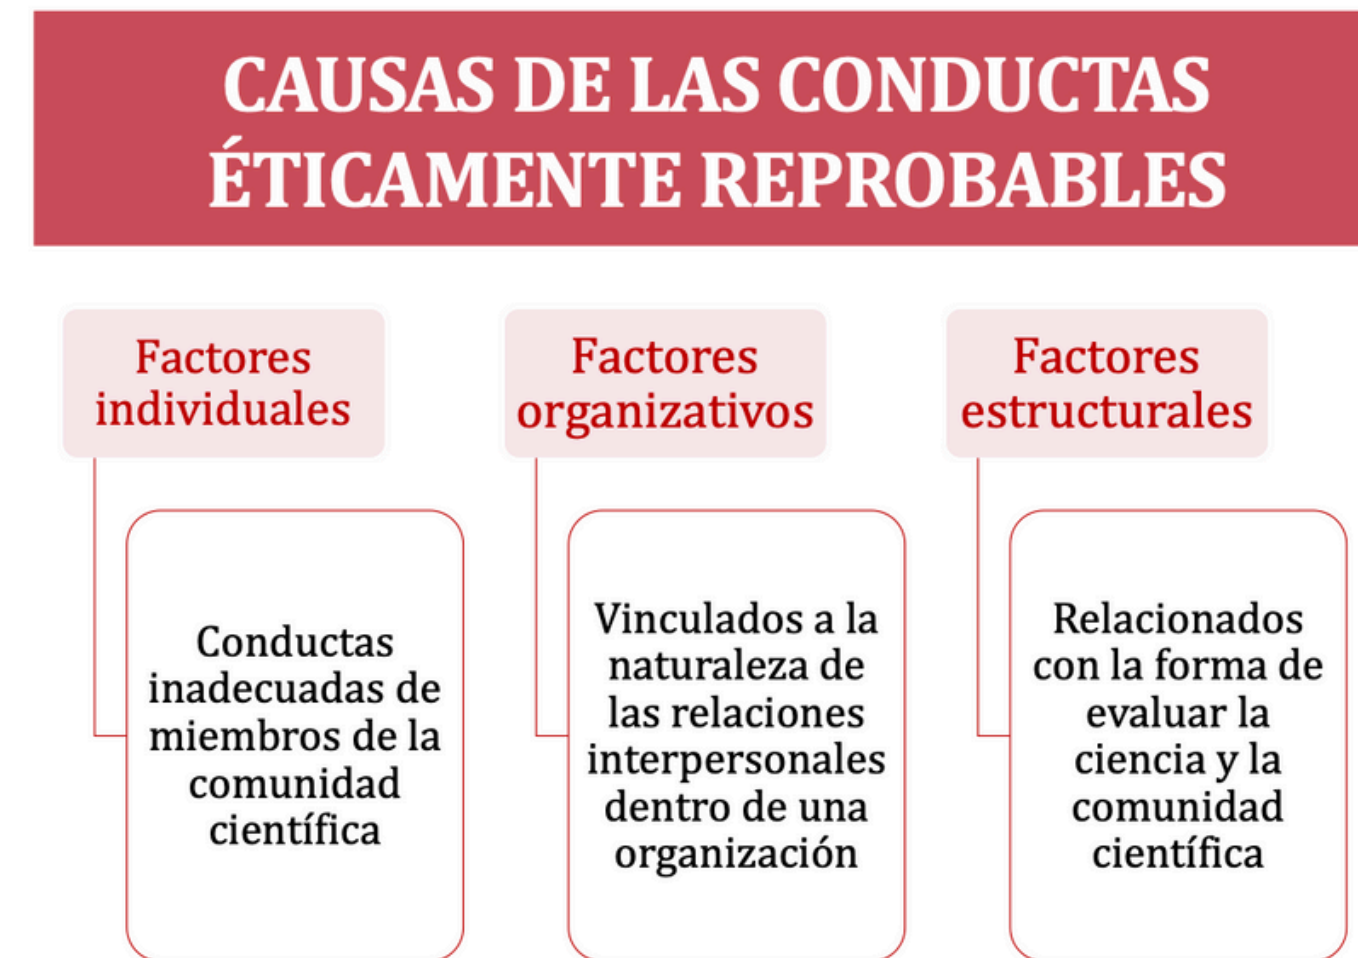 CAUSAS DE LAS CONDUCTAS
ÉTICAMENTE REPROBABLES
Factores
individuales
Conductas
inadecuadas de
miembros de la
comunidad
científica
Factores
organizativos
Vinculados a la
naturaleza de
las relaciones
interpersonales
dentro de una
organización
Factores
estructurales
Relacionados
con la forma de
evaluar la
ciencia y la
comunidad
científica